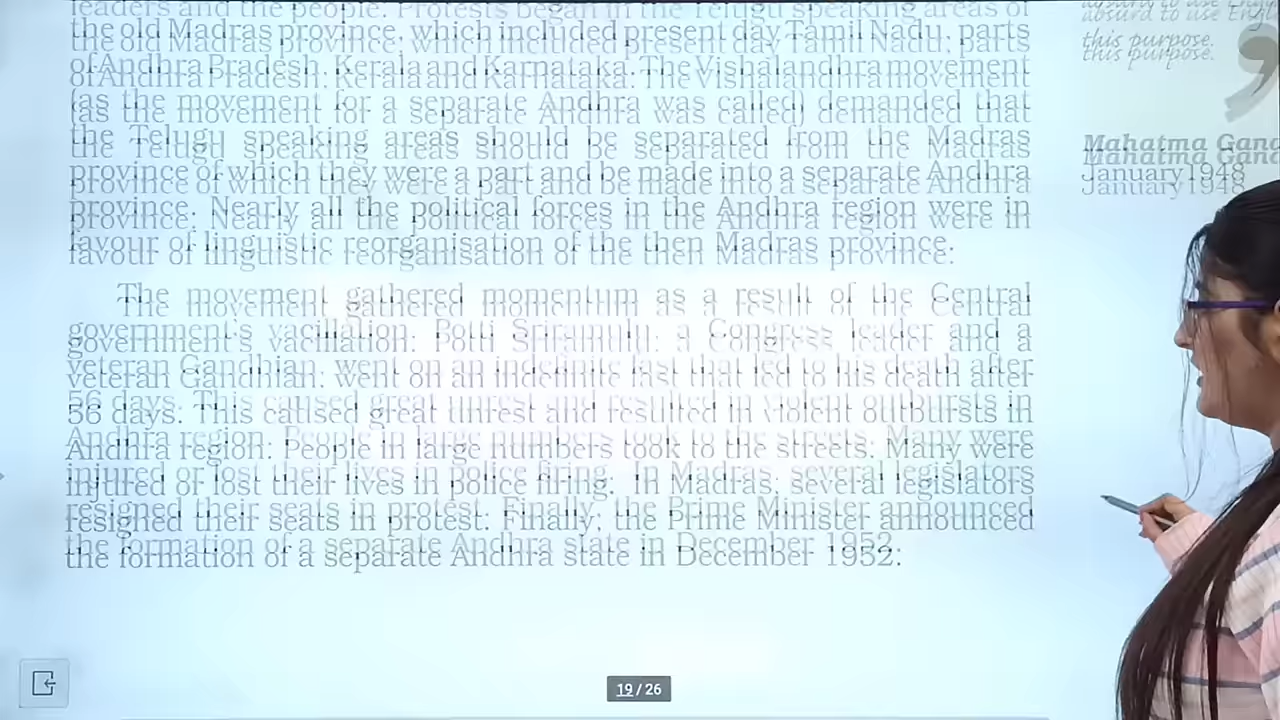 leaders and the people. Protests began in the Telugu speaking areas of
the old Madras province, which included present day Tamil Nadu, parts
of Andhra Pradesh, Kerala and Karnataka. The Vishalandhra movement
(as the movement for a separate Andhra was called) demanded that
the Telugu speaking areas should be separated from the Madras
province of which they were a part and be made into a separate Andhra
province. Nearly all the political forces in the Andhra region were in
favour of linguistic reorganisation of the then Madras province.
The movement gathered momentum as a result of the Central
government's vacillation. Potti Sriramulu, a Congress leader and a
veteran Gandhian, went on an indefinite fast that led to his death after
56 days. This caused great unrest and resulted in violent outbursts in
Andhra region. People in large numbers took to the streets. Many were
injured or lost their lives in police firing. In Madras, several legislators
resigned their seats in protest. Finally, the Prime Minister announced
the formation of a separate Andhra state in December 1952.
absurd to use
this purpose.
Mahatma Gand
January 1948
19 / 26